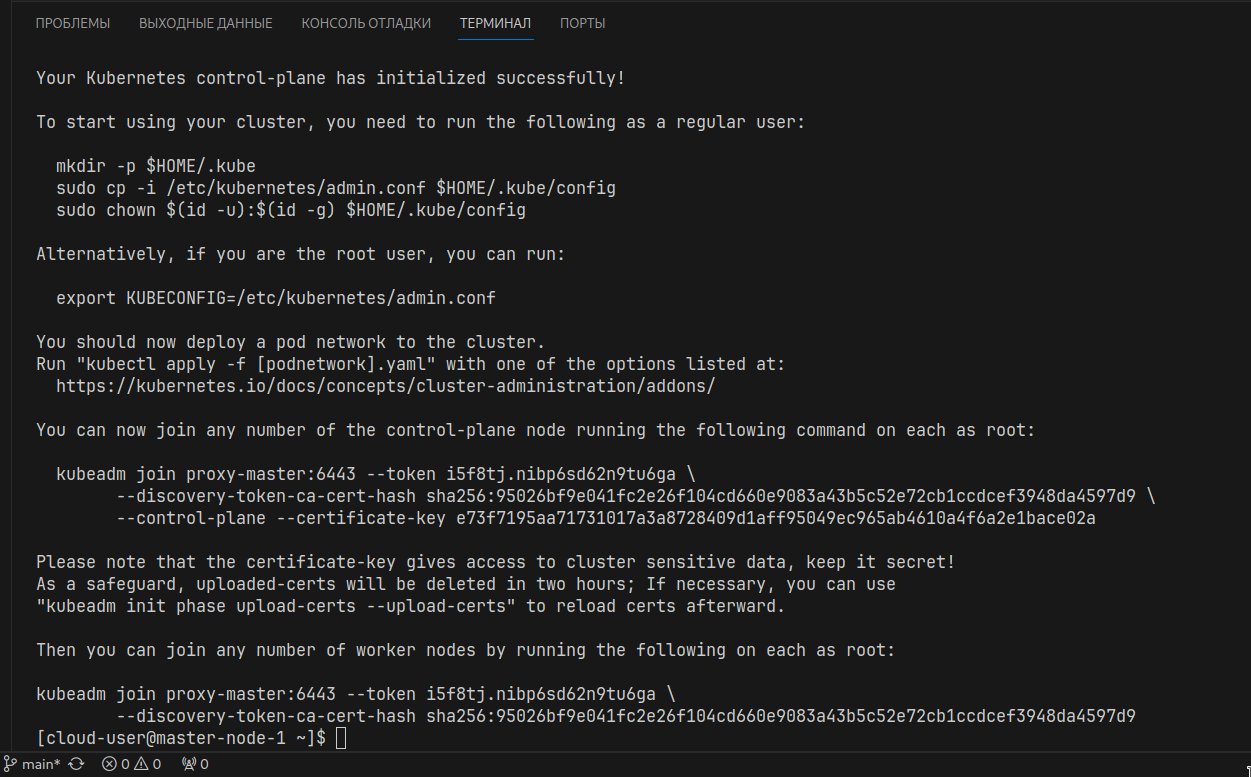 ПРОБЛЕМЫ ВЫХОДНЫЕ ДАННЫЕ КОНСОЛЬ ОТЛАДКИ ТЕРМИНАЛ ПОРТЫ
Your Kubernetes control-plane has initialized successfully!
To start using your cluster, you need to run the following as a regular user:
mkdir -p $HOME/.kube
sudo cp -i /etc/kubernetes/admin.conf $HOME/.kube/config
sudo chown $(id -u):$(id -g) $HOME/.kube/config
Alternatively, if you are the root user, you can run:
export KUBECONFIG=/etc/kubernetes/admin.conf
You should now deploy a pod network to the cluster.
Run "kubectl apply -f [podnetwork].yaml" with one of the options listed at:
https://kubernetes.io/docs/concepts/cluster-administration/addons/
You can now join any number of the control-plane node running the following command on each as root:
kubeadm join proxy-master:6443 --token i5f8tj.nibp6sd62n9tu6ga \
--discovery-token-ca-cert-hash sha256:95026bf9e041fc2e26f104cd660e9083a43b5c52e72cb1ccdcef3948da4597d9 \
--control-plane --certificate-key e73f7195aa71731017a3a8728409d1aff95049ec965ab4610a4f6a2e1bace02a
Please note that the certificate-key gives access to cluster sensitive data, keep it secret!
As a safeguard, uploaded-certs will be deleted in two hours; If necessary, you can use
"kubeadm init phase upload-certs --upload-certs" to reload certs afterward.
Then you can join any number of worker nodes by running the following on each as root:
kubeadm join proxy-master:6443 --token i5f8tj.nibp6sd62n9tu6ga \
--discovery-token-ca-cert-hash sha256:95026bf9e041fc2e26f104cd660e9083a43b5c52e72cb1ccdcef3948da4597d9
[cloud-user@master-node-1 ~]$
main* 0 0 0